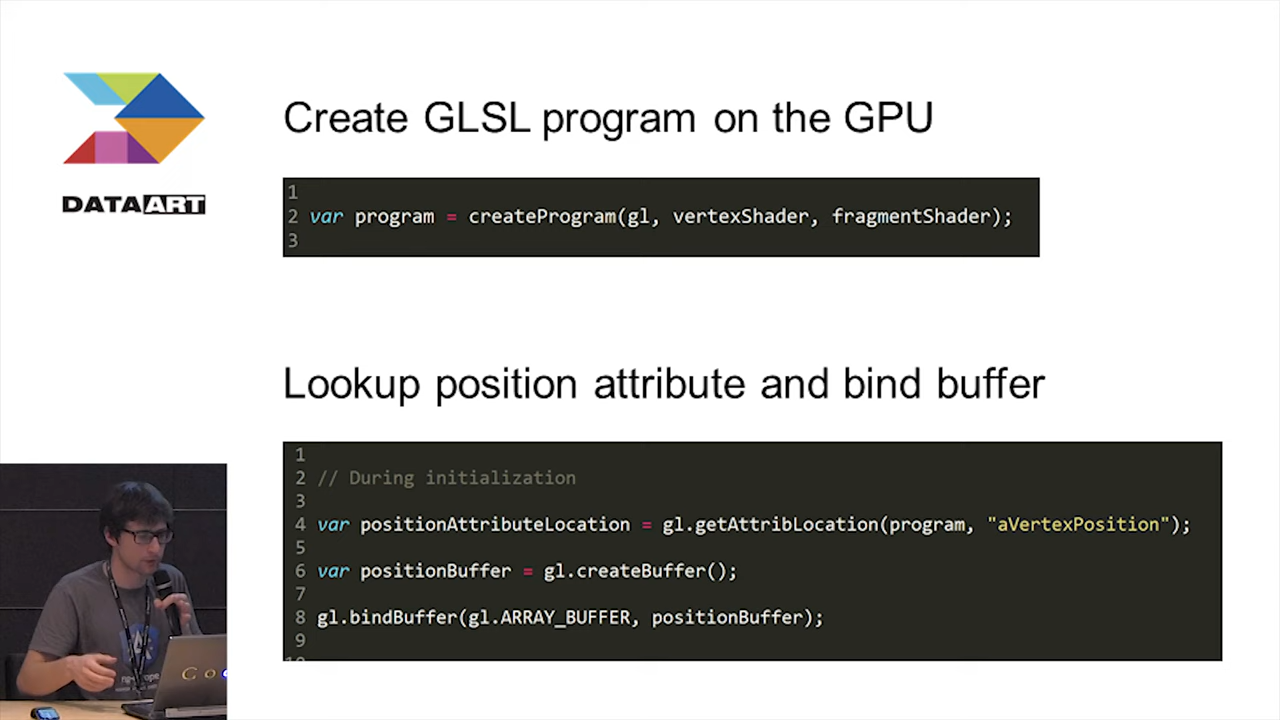 DATAART
Create GLSL program on the GPU
1
2 var program = createProgram(gl, vertexShader, fragmentShader);
3
Lookup position attribute and bind buffer
1
2 // During initialization
3
4 var positionAttributeLocation = gl.getAttribLocation(program, "aVertexPosition");
5
6 var positionBuffer = gl.createBuffer();
7
8 gl.bindBuffer(gl.ARRAY_BUFFER, positionBuffer);
9
10